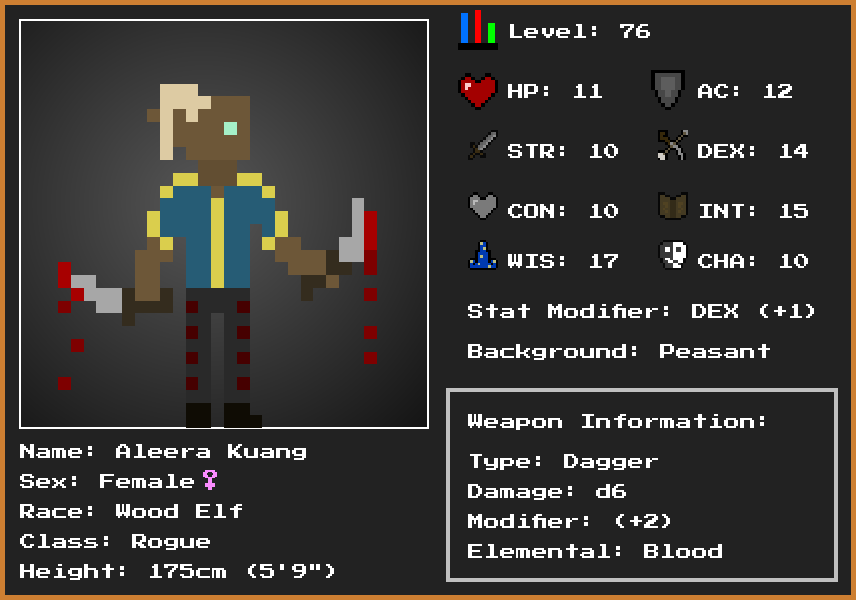 Level: 76
HP: 11 AC: 12
STR: 10 DEX: 14
CON: 10 INT: 15
WIS: 17 CHA: 10
Stat Modifier: DEX (+1)
Background: Peasant
Weapon Information:
Type: Dagger
Damage: d6
Modifier: (+2)
Elemental: Blood
Name: Aleera Kuang
Sex: Female♀
Race: Wood Elf
Class: Rogue
Height: 175cm (5'9")